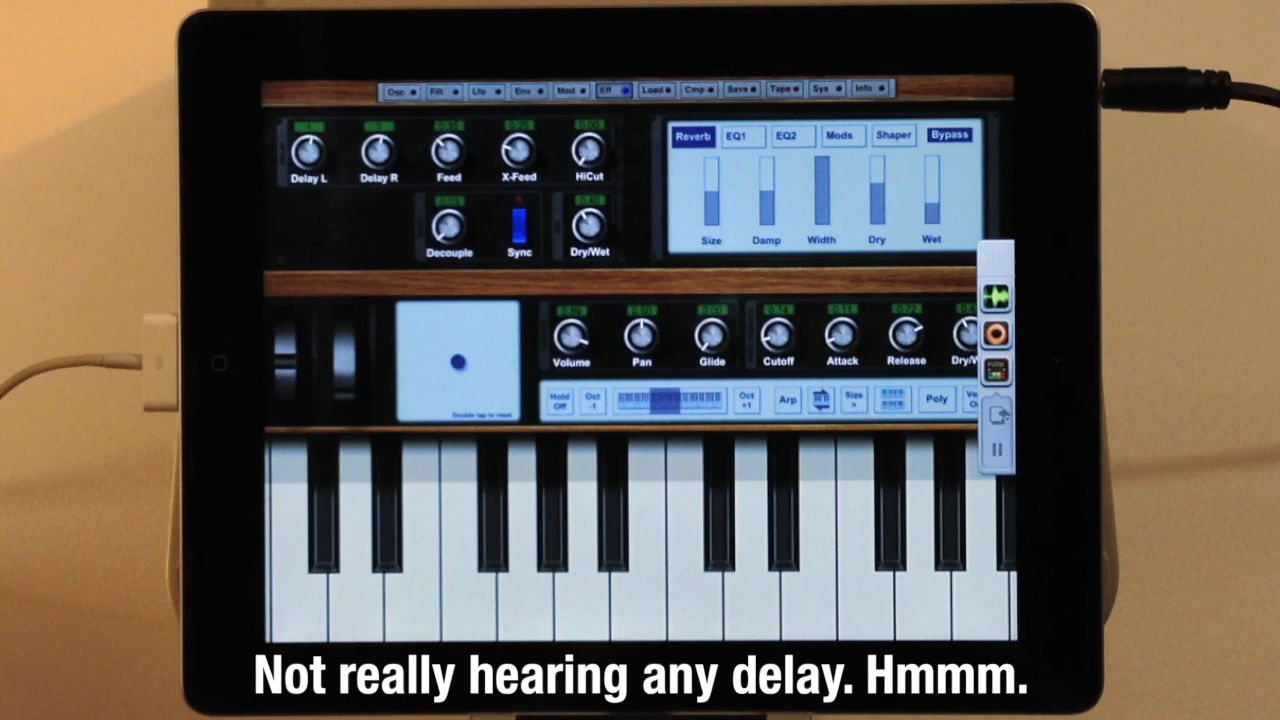 Osc Filt Lfo Env Mod Eff Load Cmp Save Tape Sys Info
Delay L Delay R Feed X-Feed HiCut
Decouple Sync Dry/Wet
Reverb EQ1 EQ2 Mods Shaper Bypass
Size Damp Width Dry Wet
Volume Pan Glide Cutoff Attack Release Dry/W
Double tap to reset.
Hold Off Oct -1 Oct +1 Arp Size > Poly
Not really hearing any delay. Hmmm.